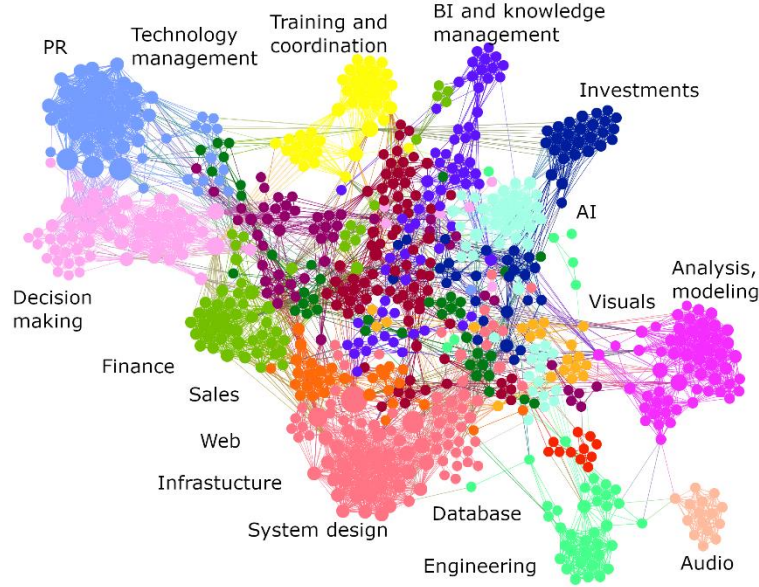 PR
Technology
management
Training and
coordination
BI and knowledge
management
Investments
AI
Analysis,
modeling
Visuals
Decision
making
Finance
Sales
Web
Infrastucture
System design
Database
Engineering
Audio